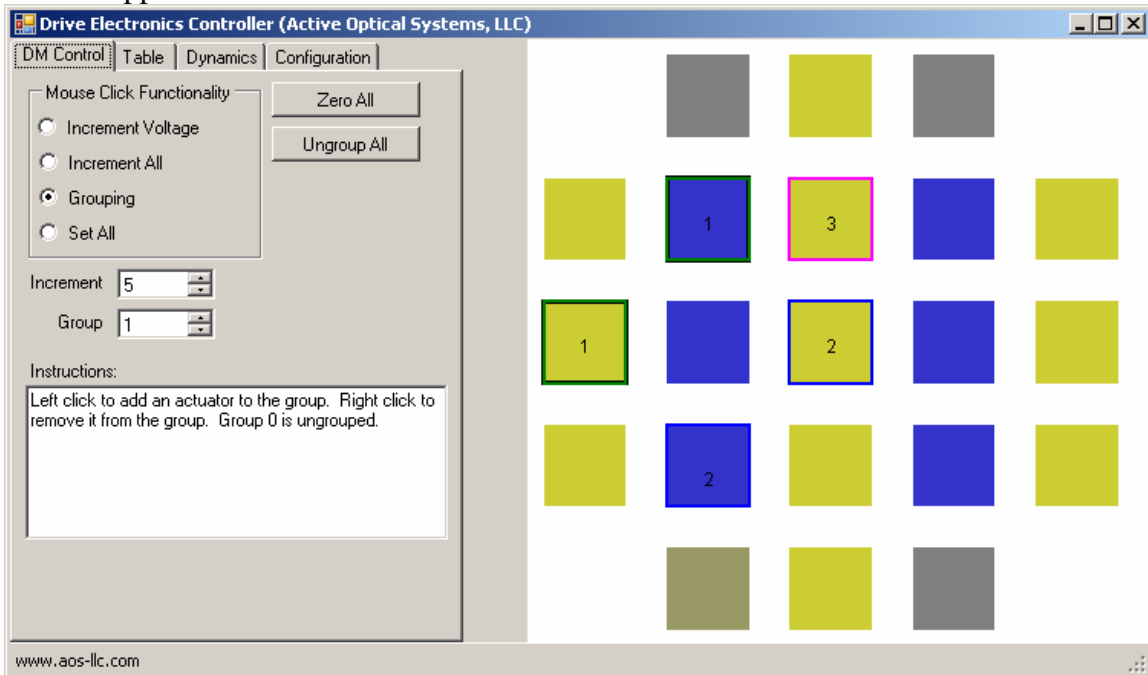 Drive Electronics Controller (Active Optical Systems, LLC)
DM Control Table Dynamics Configuration
Mouse Click Functionality
Zero All
Increment Voltage
Ungroup All
Increment All
Grouping
Set All
Increment 5
Group 1
Instructions:
Left click to add an actuator to the group. Right click to
remove it from the group. Group 0 is ungrouped.
1 3
1 2
2
www.aos-llc.com